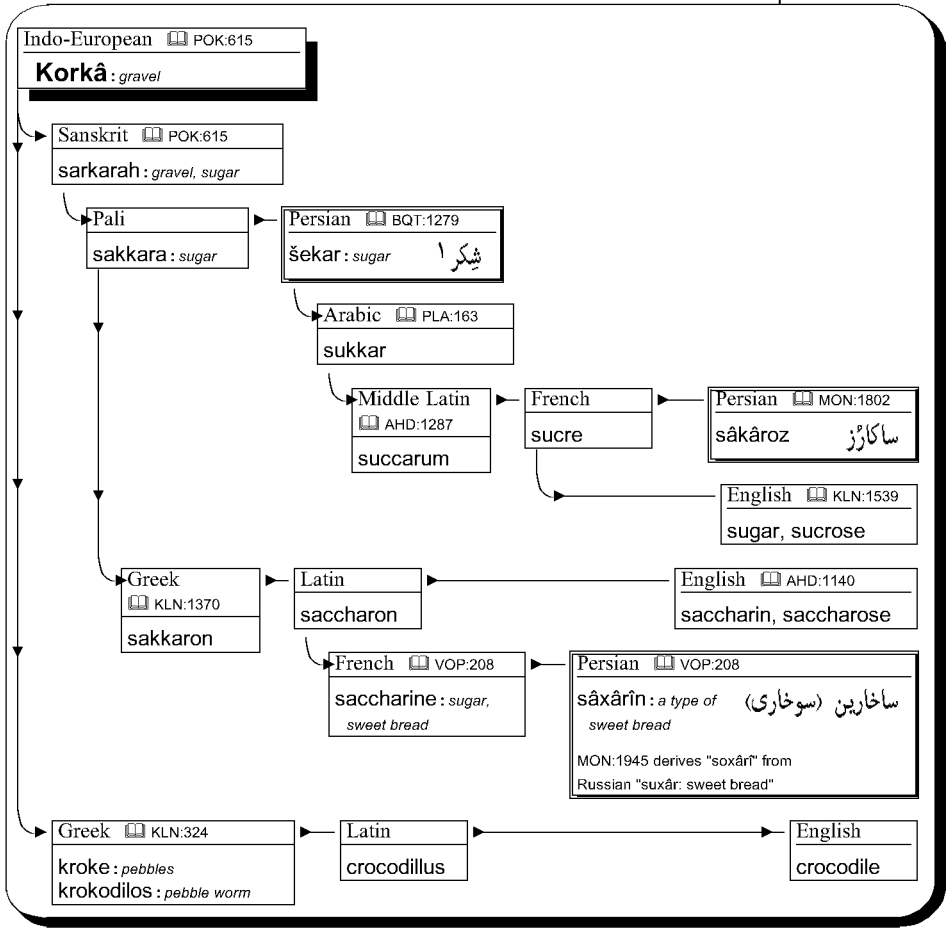 Indo-European 🕮 POK:615
Korkâ : gravel
Sanskrit 🕮 POK:615
sarkarah : gravel, sugar
Pali
sakkara : sugar
Persian 🕮 BQT:1279
šekar : sugar شِکر ۱
Arabic 🕮 PLA:163
sukkar
Middle Latin
🕮 AHD:1287
succarum
French
sucre
Persian 🕮 MON:1802
sâkâroz ساکارُز
English 🕮 KLN:1539
sugar, sucrose
Greek
🕮 KLN:1370
sakkaron
Latin
saccharon
English 🕮 AHD:1140
saccharin, saccharose
French 🕮 VOP:208
saccharine : sugar,
sweet bread
Persian 🕮 VOP:208
sâxârîn : a type of ساخارین (سوخاری)
sweet bread
MON:1945 derives "soxârî" from
Russian "suxâr: sweet bread"
Greek 🕮 KLN:324
kroke : pebbles
krokodilos : pebble worm
Latin
crocodillus
English
crocodile